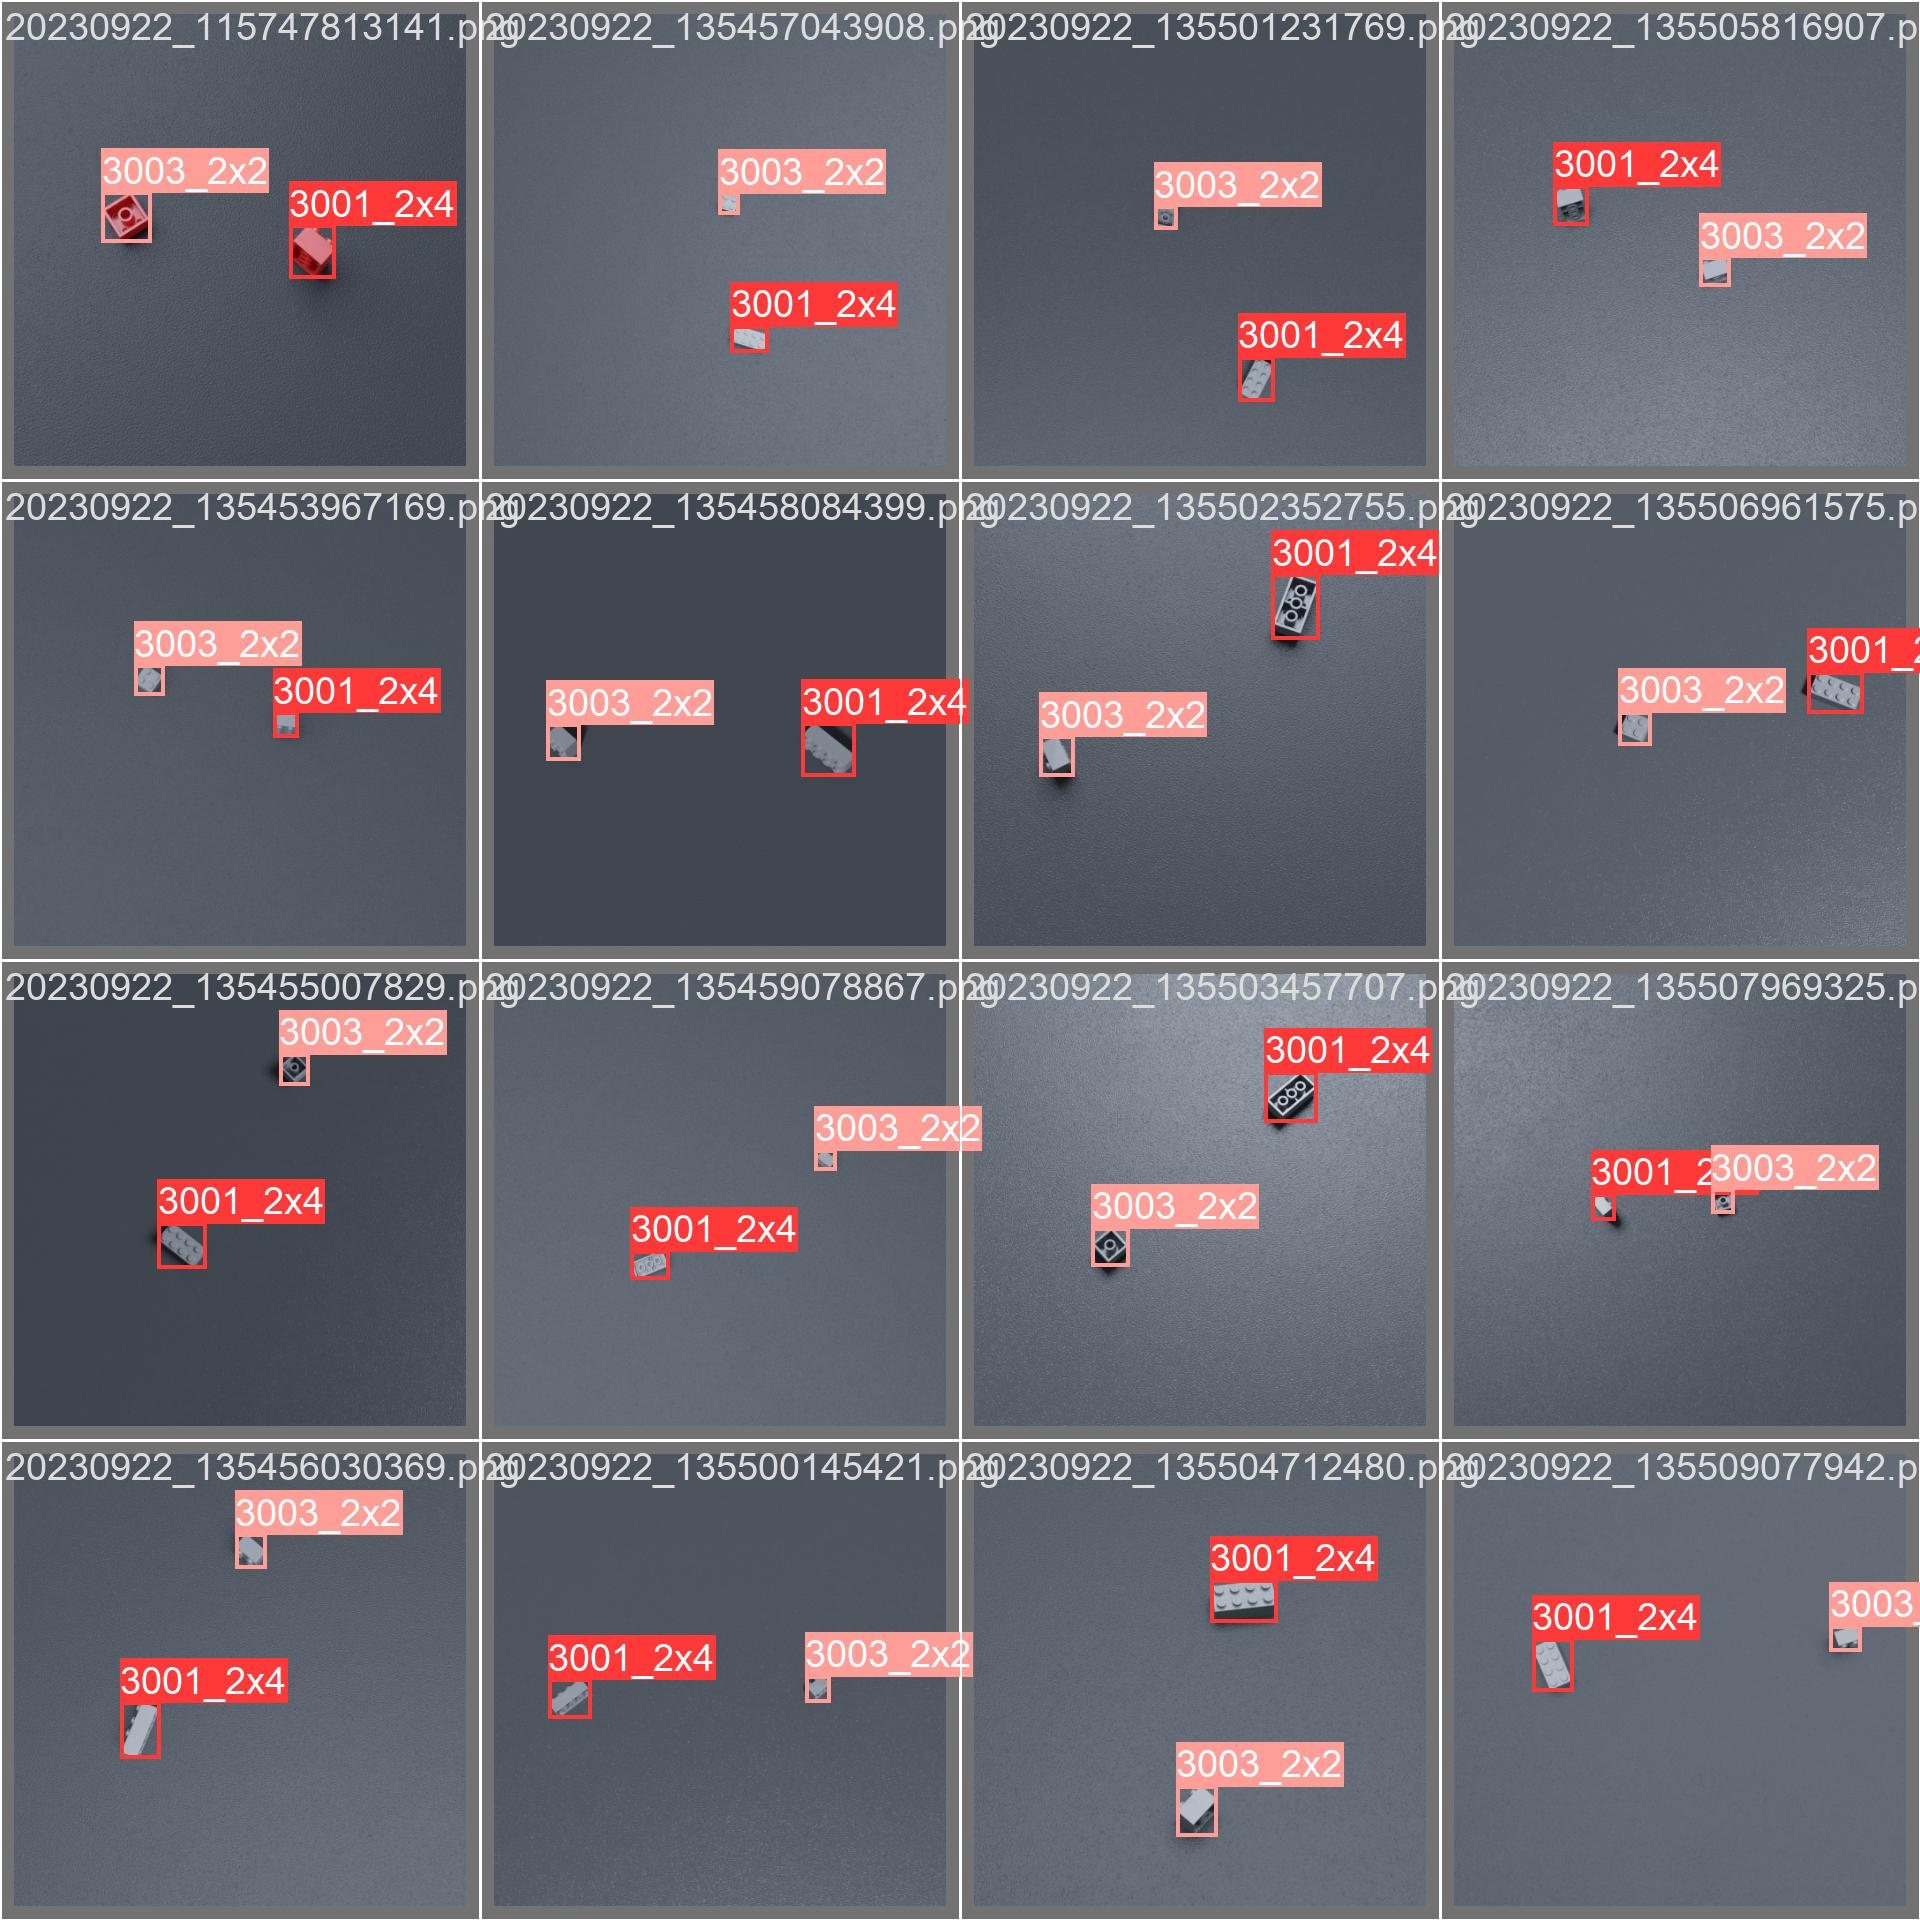 20230922_115747813141.png
20230922_135457043908.png
20230922_135501231769.png
20230922_135505816907.p
3003_2x2
3001_2x4
3003_2x2
3001_2x4
3003_2x2
3001_2x4
3001_2x4
3003_2x2
20230922_135453967169.png
20230922_135458084399.png
20230922_135502352755.png
20230922_135506961575.p
3003_2x2
3001_2x4
3003_2x2
3001_2x4
3001_2x4
3003_2x2
3001_2
3003_2x2
20230922_135455007829.png
20230922_135459078867.png
20230922_135503457707.png
20230922_135507969325.p
3003_2x2
3001_2x4
3003_2x2
3001_2x4
3001_2x4
3003_2x2
3001_2
3003_2x2
20230922_135456030369.png
20230922_135500145421.png
20230922_135504712480.png
20230922_135509077942.p
3003_2x2
3001_2x4
3001_2x4
3003_2x2
3001_2x4
3003_2x2
3001_2x4
3003_